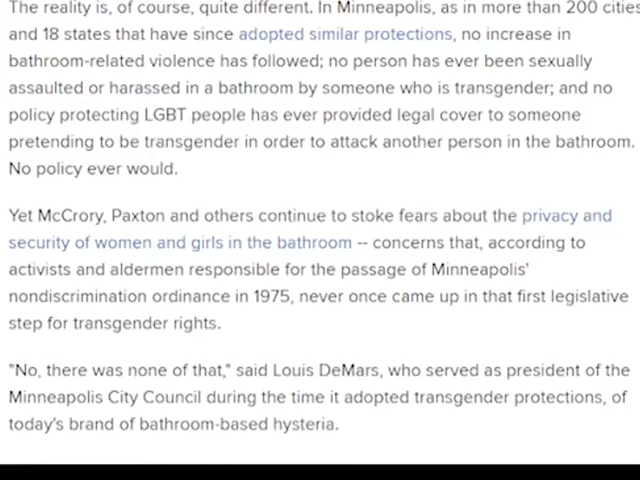 The reality is, of course, quite different. In Minneapolis, as in more than 200 cities
and 18 states that have since adopted similar protections, no increase in
bathroom-related violence has followed; no person has ever been sexually
assaulted or harassed in a bathroom by someone who is transgender; and no
policy protecting LGBT people has ever provided legal cover to someone
pretending to be transgender in order to attack another person in the bathroom.
No policy ever would.
Yet McCrory, Paxton and others continue to stoke fears about the privacy and
security of women and girls in the bathroom -- concerns that, according to
activists and aldermen responsible for the passage of Minneapolis'
nondiscrimination ordinance in 1975, never once came up in that first legislative
step for transgender rights.
"No, there was none of that," said Louis DeMars, who served as president of the
Minneapolis City Council during the time it adopted transgender protections, of
today's brand of bathroom-based hysteria.